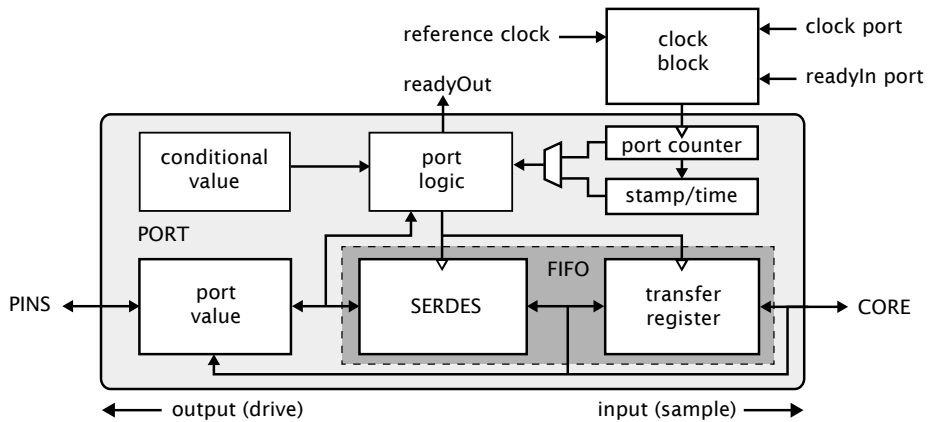 reference clock
clock
block
clock port
readyIn port
readyOut
conditional
value
port
logic
port counter
stamp/time
PORT
FIFO
PINS
port
value
SERDES
transfer
register
CORE
output (drive)
input (sample)